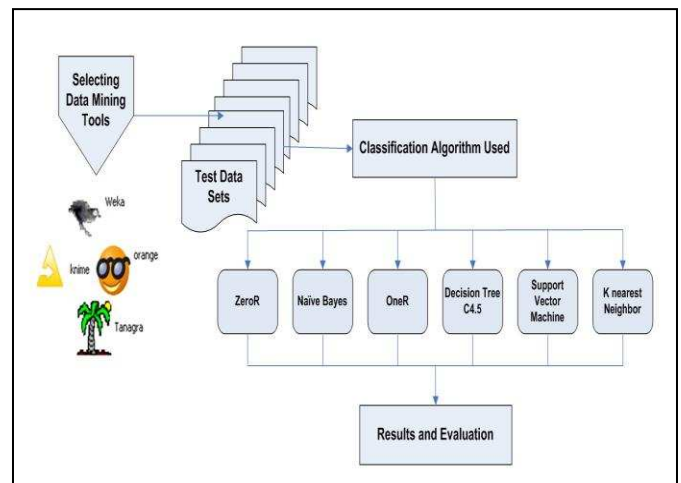 Selecting
Data Mining
Tools
Test Data
Sets
Classification Algorithm Used
Weka
knime
orange
Tanagra
ZeroR
Naïve Bayes
OneR
Decision Tree
C4.5
Support
Vector
Machine
K nearest
Neighbor
Results and Evaluation